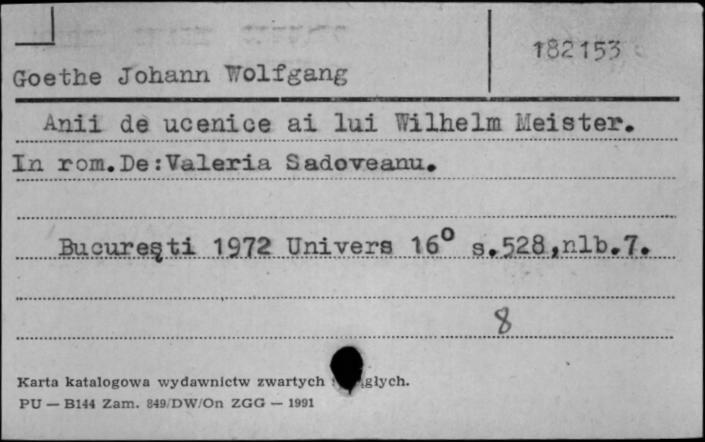 182153
Goethe Johann Wolfgang
Anii de ucenice ai lui Wilhelm Meister.
In rom.De:Valeria Sadoveanu.
Bucureşti 1972 Univers 16° s.528,nlb.7.
8
Karta katalogowa wydawnictw zwartych
PU — B144 Zam. 849/DW/On ZGG — 1991